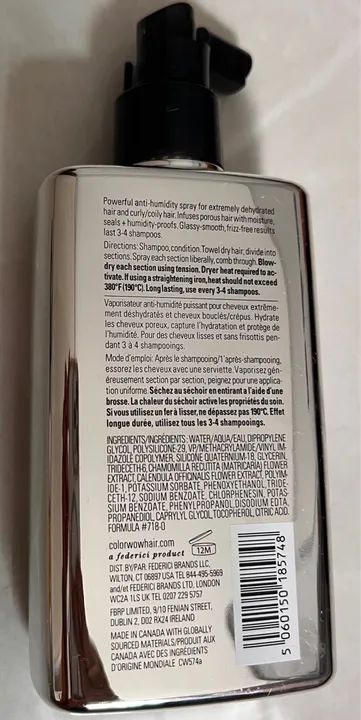 Powerful anti-humidity spray for extremely dehydrated
hair and curly/coily hair. Infuses porous hair with moisture,
seals + humidity-proofs. Glassy-smooth, frizz-free results
last 3-4 shampoos.
Directions: Shampoo, condition. Towel dry hair; divide into
sections. Spray each section liberally, comb through. Blow-
dry each section using tension. Dryer heat required to ac-
tivate. If using a straightening iron, heat should not exceed
380°F (190°C). Long lasting, use every 3-4 shampoos.
Vaporisateur anti-humidité puissant pour cheveux extrême-
ment déshydratés et cheveux bouclés/crépus. Hydrate
les cheveux poreux, capture l'hydratation et protège de
l'humidité. Pour des cheveux lisses et sans frisottis pen-
dant 3 à 4 shampooings.
Mode d'emploi: Après le shampooing/l'après-shampooing,
essorez les cheveux avec une serviette. Vaporisez gén-
éreusement section par section, peignez pour une applica-
tion uniforme. Séchez au séchoir en entortant à l'aide d'une
brosse. La chaleur du séchoir active les propriétés du soin.
Si vous utilisez un fer à lisser, ne dépassez pas 190°C. Effet
longue durée, utilisez tous les 3-4 shampooings.
INGREDIENTS/INGRÉDIENTS: WATER/AQUA/EAU, DIPROPYLENE
GLYCOL, POLYSILICONE-29, VP/METHACRYLAMIDE/VINYL IM-
IDAZOLE COPOLYMER, SILICONE QUATERNIUM-18, GLYCERIN,
TRIDECETH-6, CHAMOMILLA RECUTITA (MATRICARIA) FLOWER
EXTRACT, CALENDULA OFFICINALIS FLOWER EXTRACT, POLYIM-
IDE-1, POTASSIUM SORBATE, PHENOXYETHANOL, TRIDE-
CETH-12, SODIUM BENZOATE, CHLORPHENESIN, POTAS-
SIUM BENZOATE, PHENYLPROPANOL, DISODIUM EDTA,
PROPANEDIOL, CAPRYLYL GLYCOL, TOCOPHEROL, CITRIC ACID.
FORMULA #718-0
colorwowhair.com
a federici product 12M
DIST. BY/PAR: FEDERICI BRANDS LLC,
WILTON, CT 06897 USA TEL 844-495-5969
and/et FEDERICI BRANDS LTD, LONDON
WC2A 1LS UK TEL 0207 229 5757
FBRP LIMITED, 9/10 FENIAN STREET,
DUBLIN 2, D02 RX24 IRELAND
MADE IN CANADA WITH GLOBALLY
SOURCED MATERIALS/PRODUIT AUX
CANADA AVEC DES INGRÉDIENTS
D'ORIGINE MONDIALE CW574a
5 060150 185748